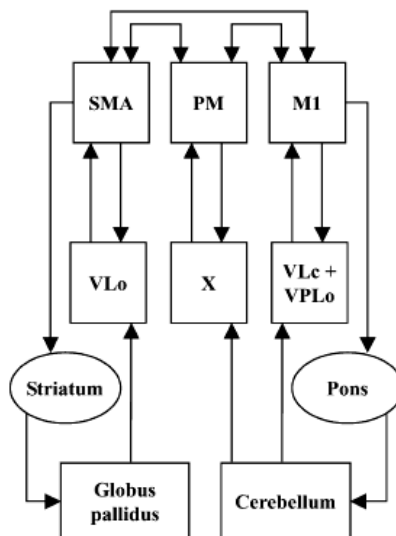 SMA
PM
M1
VLo
X
VLc +
VPLo
Striatum
Pons
Globus
pallidus
Cerebellum